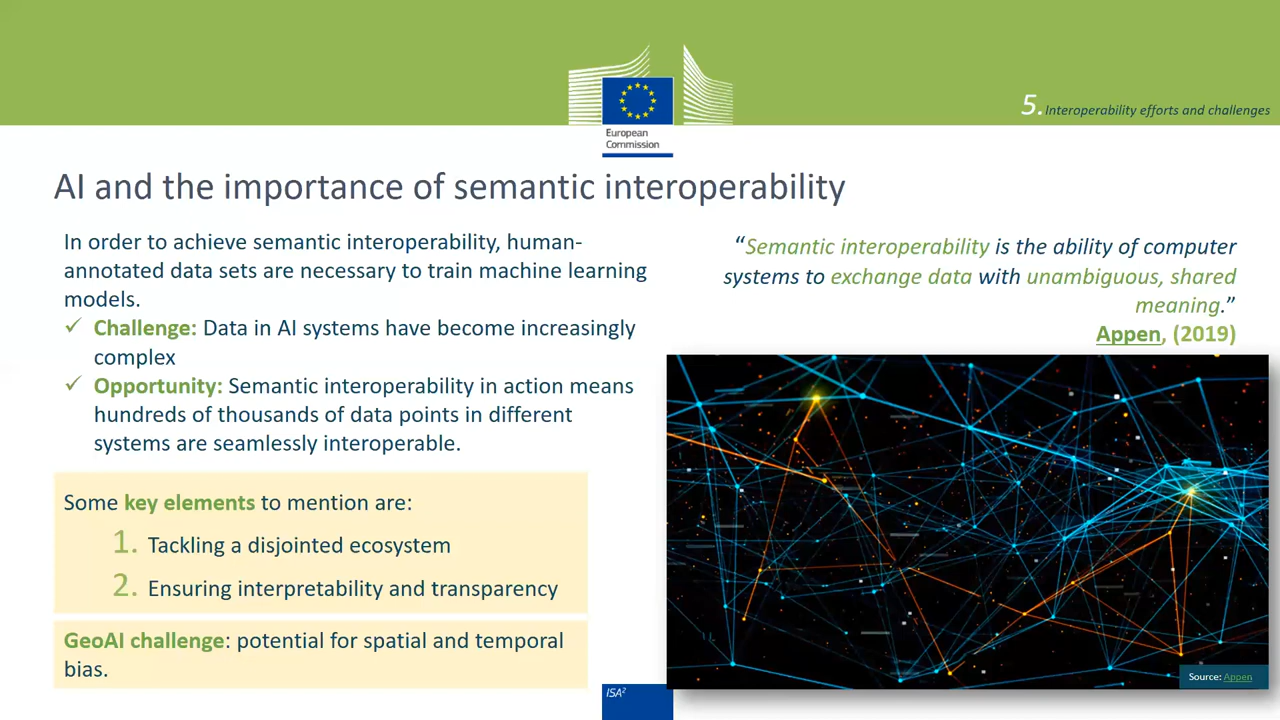 5. Interoperability efforts and challenges
European
Commission
AI and the importance of semantic interoperability
In order to achieve semantic interoperability, human-
annotated data sets are necessary to train machine learning
models.
✓ Challenge: Data in AI systems have become increasingly
complex
✓ Opportunity: Semantic interoperability in action means
hundreds of thousands of data points in different
systems are seamlessly interoperable.
Some key elements to mention are:
1. Tackling a disjointed ecosystem
2. Ensuring interpretability and transparency
GeoAI challenge: potential for spatial and temporal
bias.
“Semantic interoperability is the ability of computer
systems to exchange data with unambiguous, shared
meaning.”
Appen, (2019)
Source: Appen
ISA²